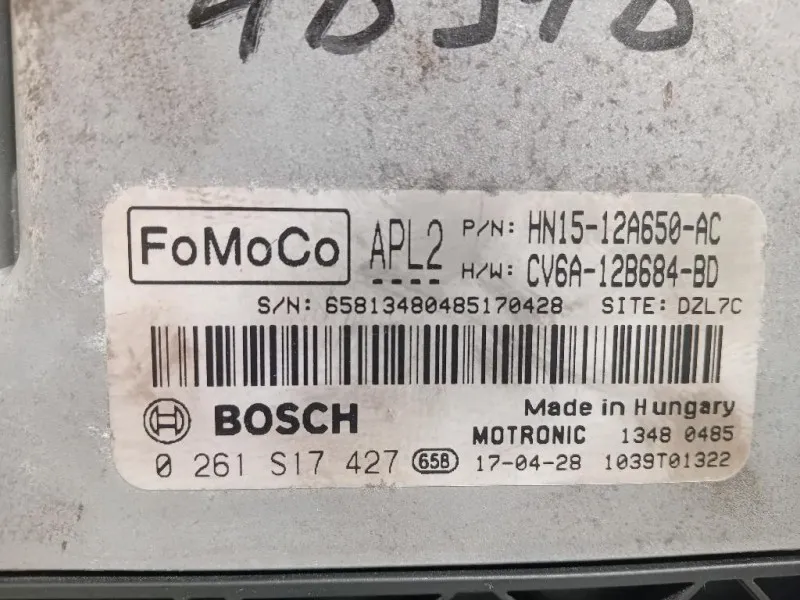 FoMoCo APL2 P/N: HN15-12A650-AC
H/W: CV6A-12B684-BD
S/N: 65813480485170428 SITE: DZL7C
BOSCH Made in Hungary
MOTRONIC 1348 0485
0 261 S17 427 658 17-04-28 1039T01322